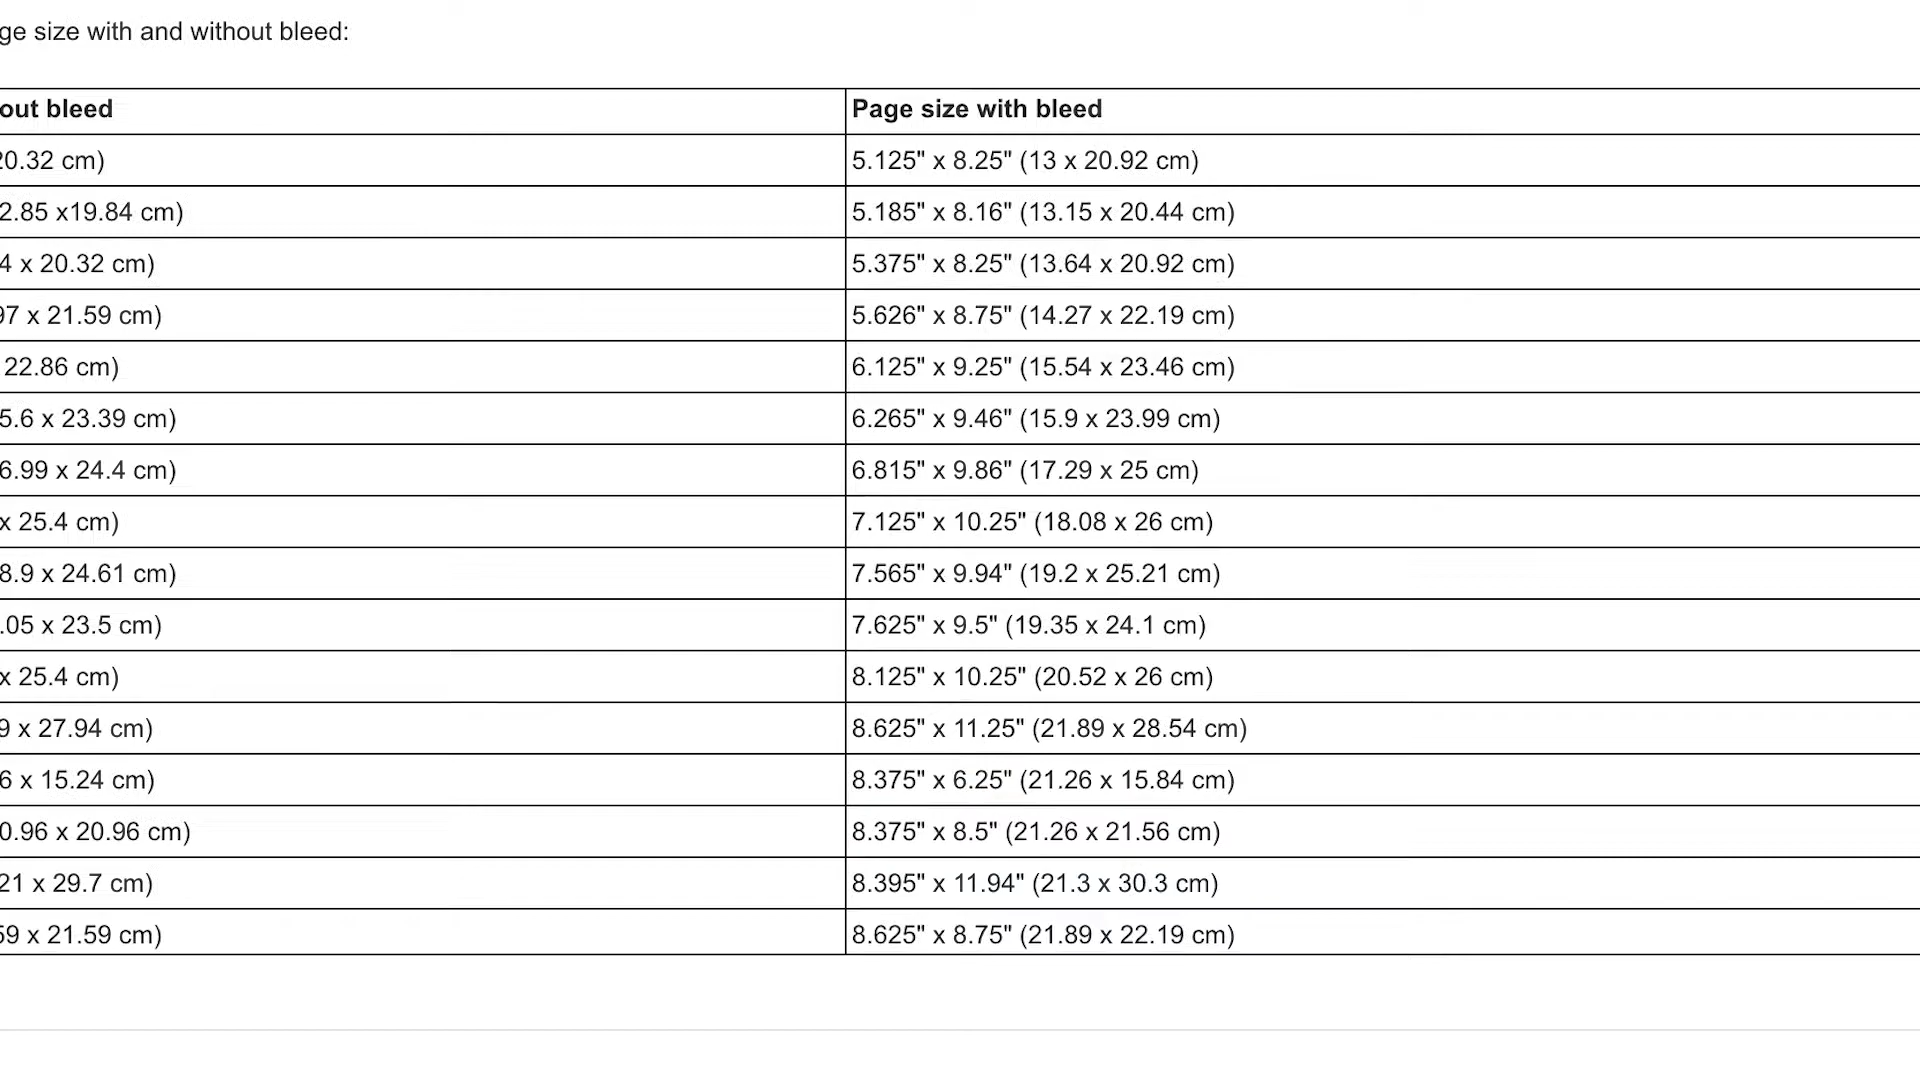 ge size with and without bleed:
out bleed Page size with bleed
20.32 cm) 5.125" x 8.25" (13 x 20.92 cm)
2.85 x19.84 cm) 5.185" x 8.16" (13.15 x 20.44 cm)
4 x 20.32 cm) 5.375" x 8.25" (13.64 x 20.92 cm)
97 x 21.59 cm) 5.626" x 8.75" (14.27 x 22.19 cm)
22.86 cm) 6.125" x 9.25" (15.54 x 23.46 cm)
5.6 x 23.39 cm) 6.265" x 9.46" (15.9 x 23.99 cm)
6.99 x 24.4 cm) 6.815" x 9.86" (17.29 x 25 cm)
x 25.4 cm) 7.125" x 10.25" (18.08 x 26 cm)
8.9 x 24.61 cm) 7.565" x 9.94" (19.2 x 25.21 cm)
.05 x 23.5 cm) 7.625" x 9.5" (19.35 x 24.1 cm)
x 25.4 cm) 8.125" x 10.25" (20.52 x 26 cm)
9 x 27.94 cm) 8.625" x 11.25" (21.89 x 28.54 cm)
6 x 15.24 cm) 8.375" x 6.25" (21.26 x 15.84 cm)
0.96 x 20.96 cm) 8.375" x 8.5" (21.26 x 21.56 cm)
21 x 29.7 cm) 8.395" x 11.94" (21.3 x 30.3 cm)
59 x 21.59 cm) 8.625" x 8.75" (21.89 x 22.19 cm)